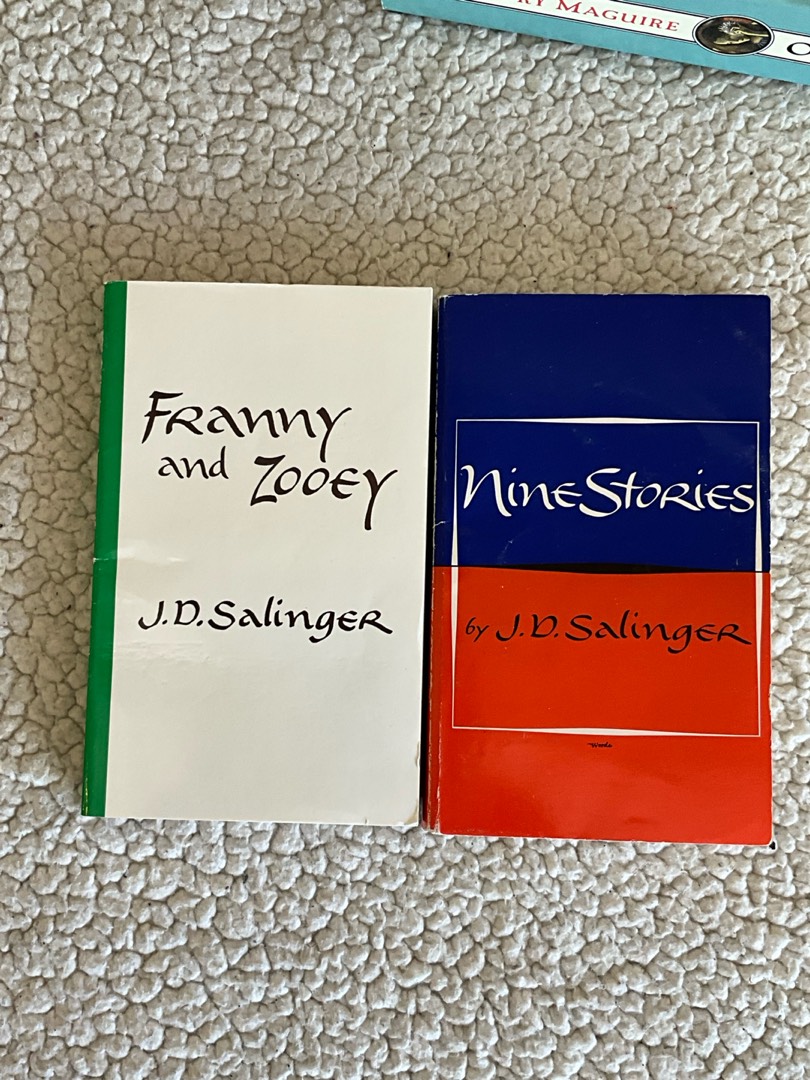 RY MAGUIRE
C
FRANNY
and ZOOEY
J.D. SALINGER
Nine Stories
by J.D. SALINGER